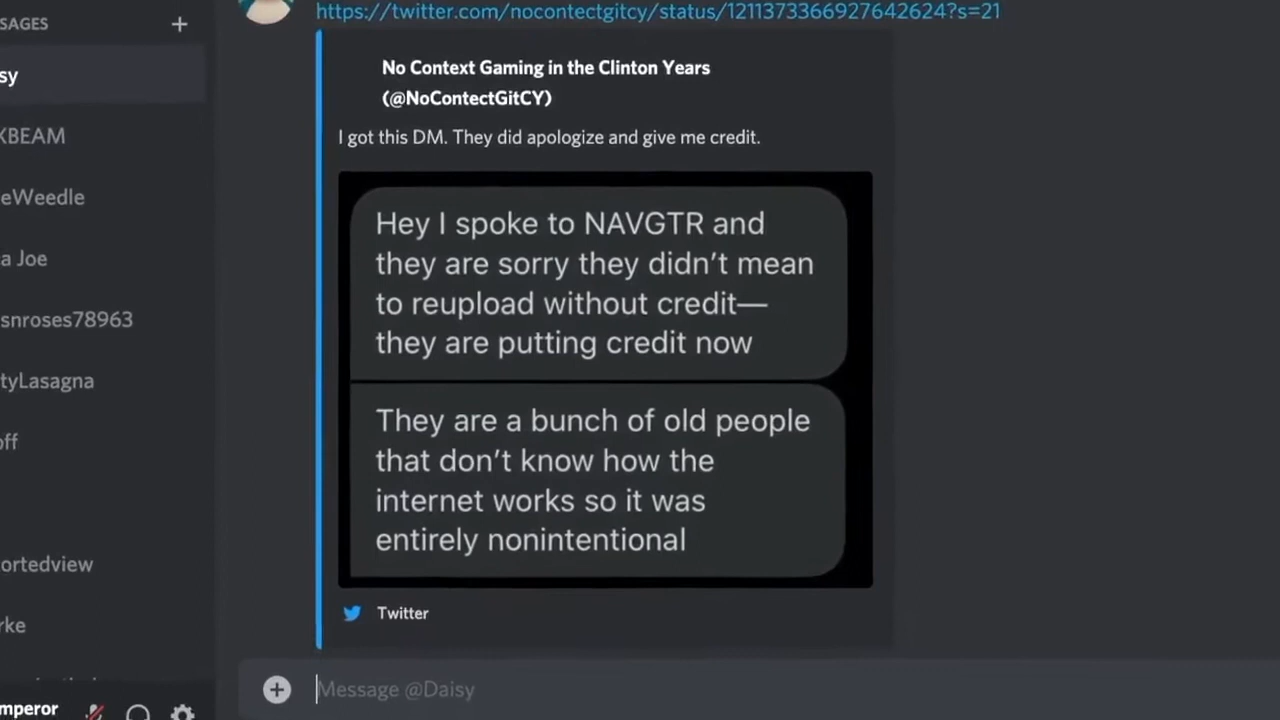 SAGES
sy
KBEAM
eWeedle
a Joe
snroses78963
tyLasagna
off
ortedview
rke
mperor
https://twitter.com/nocontectgitcy/status/1211373366927642624?s=21
No Context Gaming in the Clinton Years
(@NoContectGitCY)
I got this DM. They did apologize and give me credit.
Hey I spoke to NAVGTR and
they are sorry they didn't mean
to reupload without credit—
they are putting credit now
They are a bunch of old people
that don't know how the
internet works so it was
entirely nonintentional
Twitter
Message @Daisy